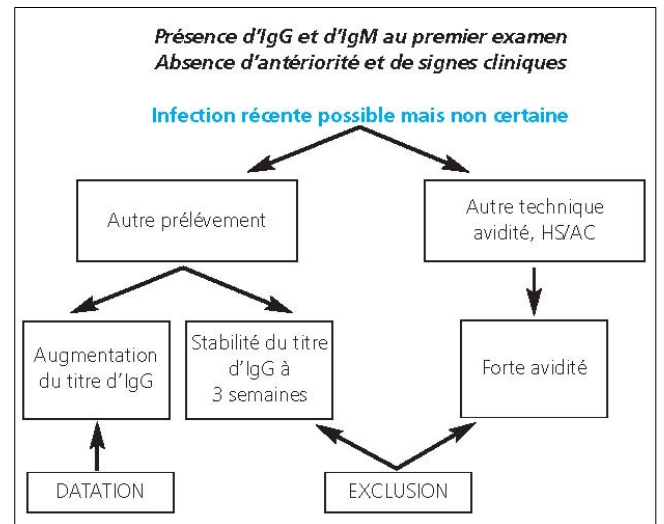 Présence d'IgG et d'IgM au premier examen
Absence d'antériorité et de signes cliniques
Infection récente possible mais non certaine
Autre prélévement
Autre technique
avidité, HS/AC
Augmentation
du titre d'IgG
Stabilité du titre
d'IgG à
3 semaines
Forte avidité
DATATION
EXCLUSION